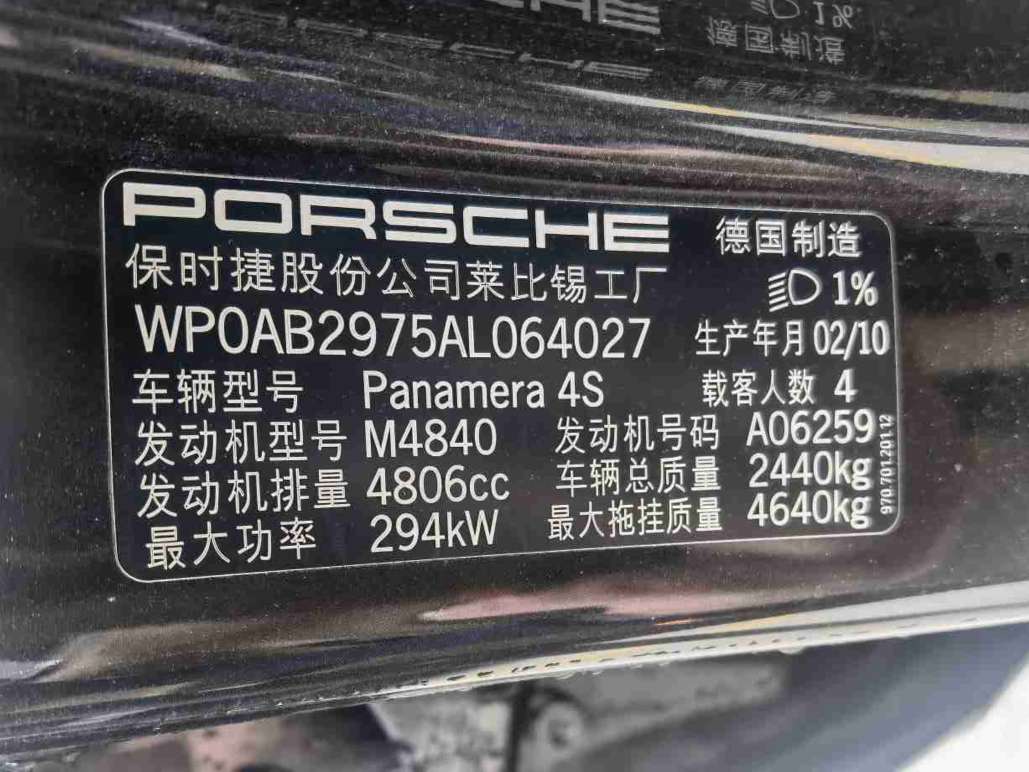 PORSCHE 德国制造
保时捷股份公司莱比锡工厂 1%
WP0AB2975AL064027 生产年月 02/10
车辆型号 Panamera 4S 载客人数 4
发动机型号 M4840 发动机号码 A06259
发动机排量 4806cc 车辆总质量 2440kg
最大功率 294kW 最大拖挂质量 4640kg
970.701.201.12